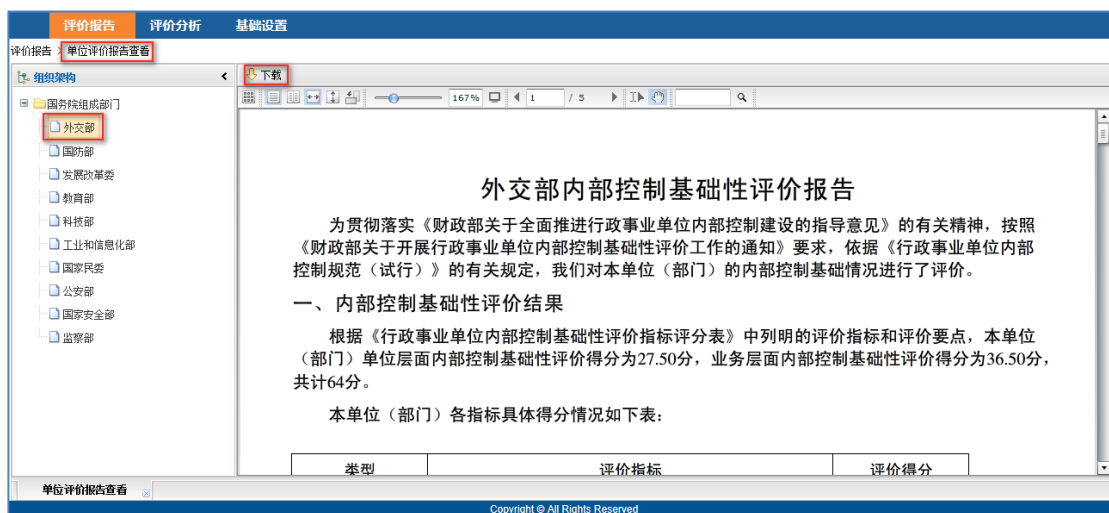 评价报告 评价分析 基础设置
评价报告 > 单位评价报告查看
组织架构
下载
167% 1 / 5
国务院组成部门
外交部
国防部
发展改革委
教育部
科技部
工业和信息化部
国家民委
公安部
国家安全部
监察部
外交部内部控制基础性评价报告
为贯彻落实《财政部关于全面推进行政事业单位内部控制建设的指导意见》的有关精神，按照
《财政部关于开展行政事业单位内部控制基础性评价工作的通知》要求，依据《行政事业单位内部
控制规范（试行）》的有关规定，我们对本单位（部门）的内部控制基础情况进行了评价。
一、内部控制基础性评价结果
根据《行政事业单位内部控制基础性评价指标评分表》中列明的评价指标和评价要点，本单位
（部门）单位层面内部控制基础性评价得分为27.50分，业务层面内部控制基础性评价得分为36.50分，
共计64分。
本单位（部门）各指标具体得分情况如下表：
类型 评价指标 评价得分
单位评价报告查看
Copyright © All Rights Reserved